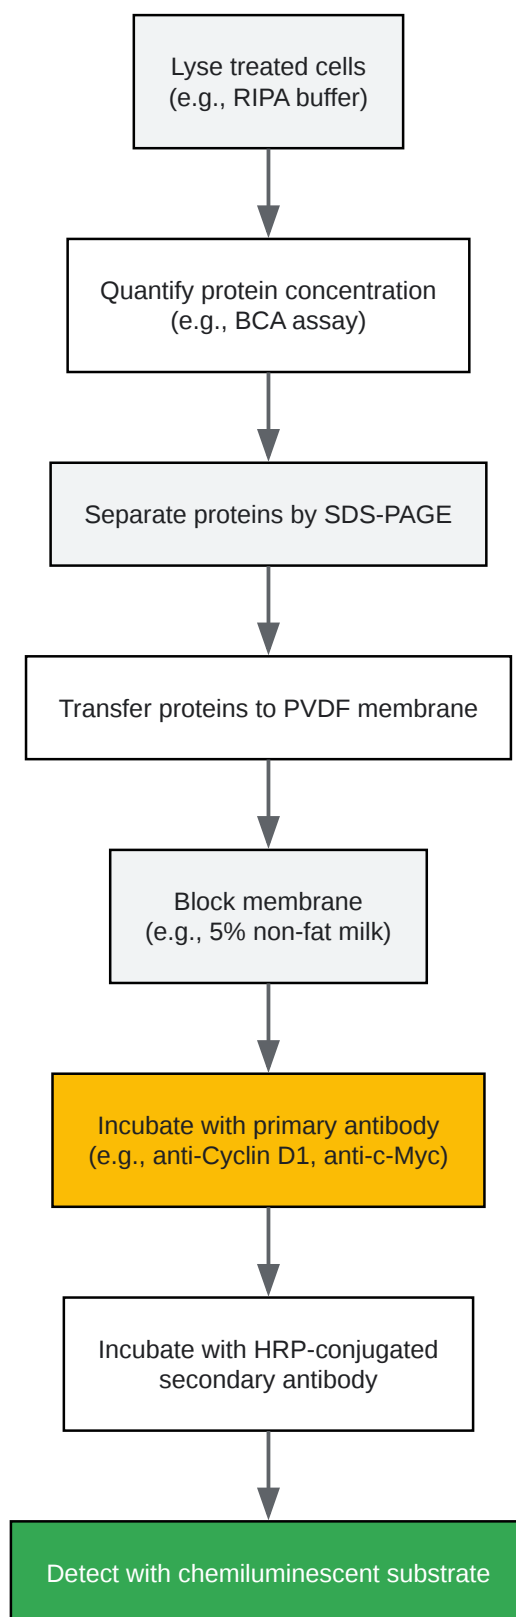 Lyse treated cells
(e.g., RIPA buffer)
Quantify protein concentration
(e.g., BCA assay)
Separate proteins by SDS-PAGE
Transfer proteins to PVDF membrane
Block membrane
(e.g., 5% non-fat milk)
Incubate with primary antibody
(e.g., anti-Cyclin D1, anti-c-Myc)
Incubate with HRP-conjugated
secondary antibody
Detect with chemiluminescent substrate